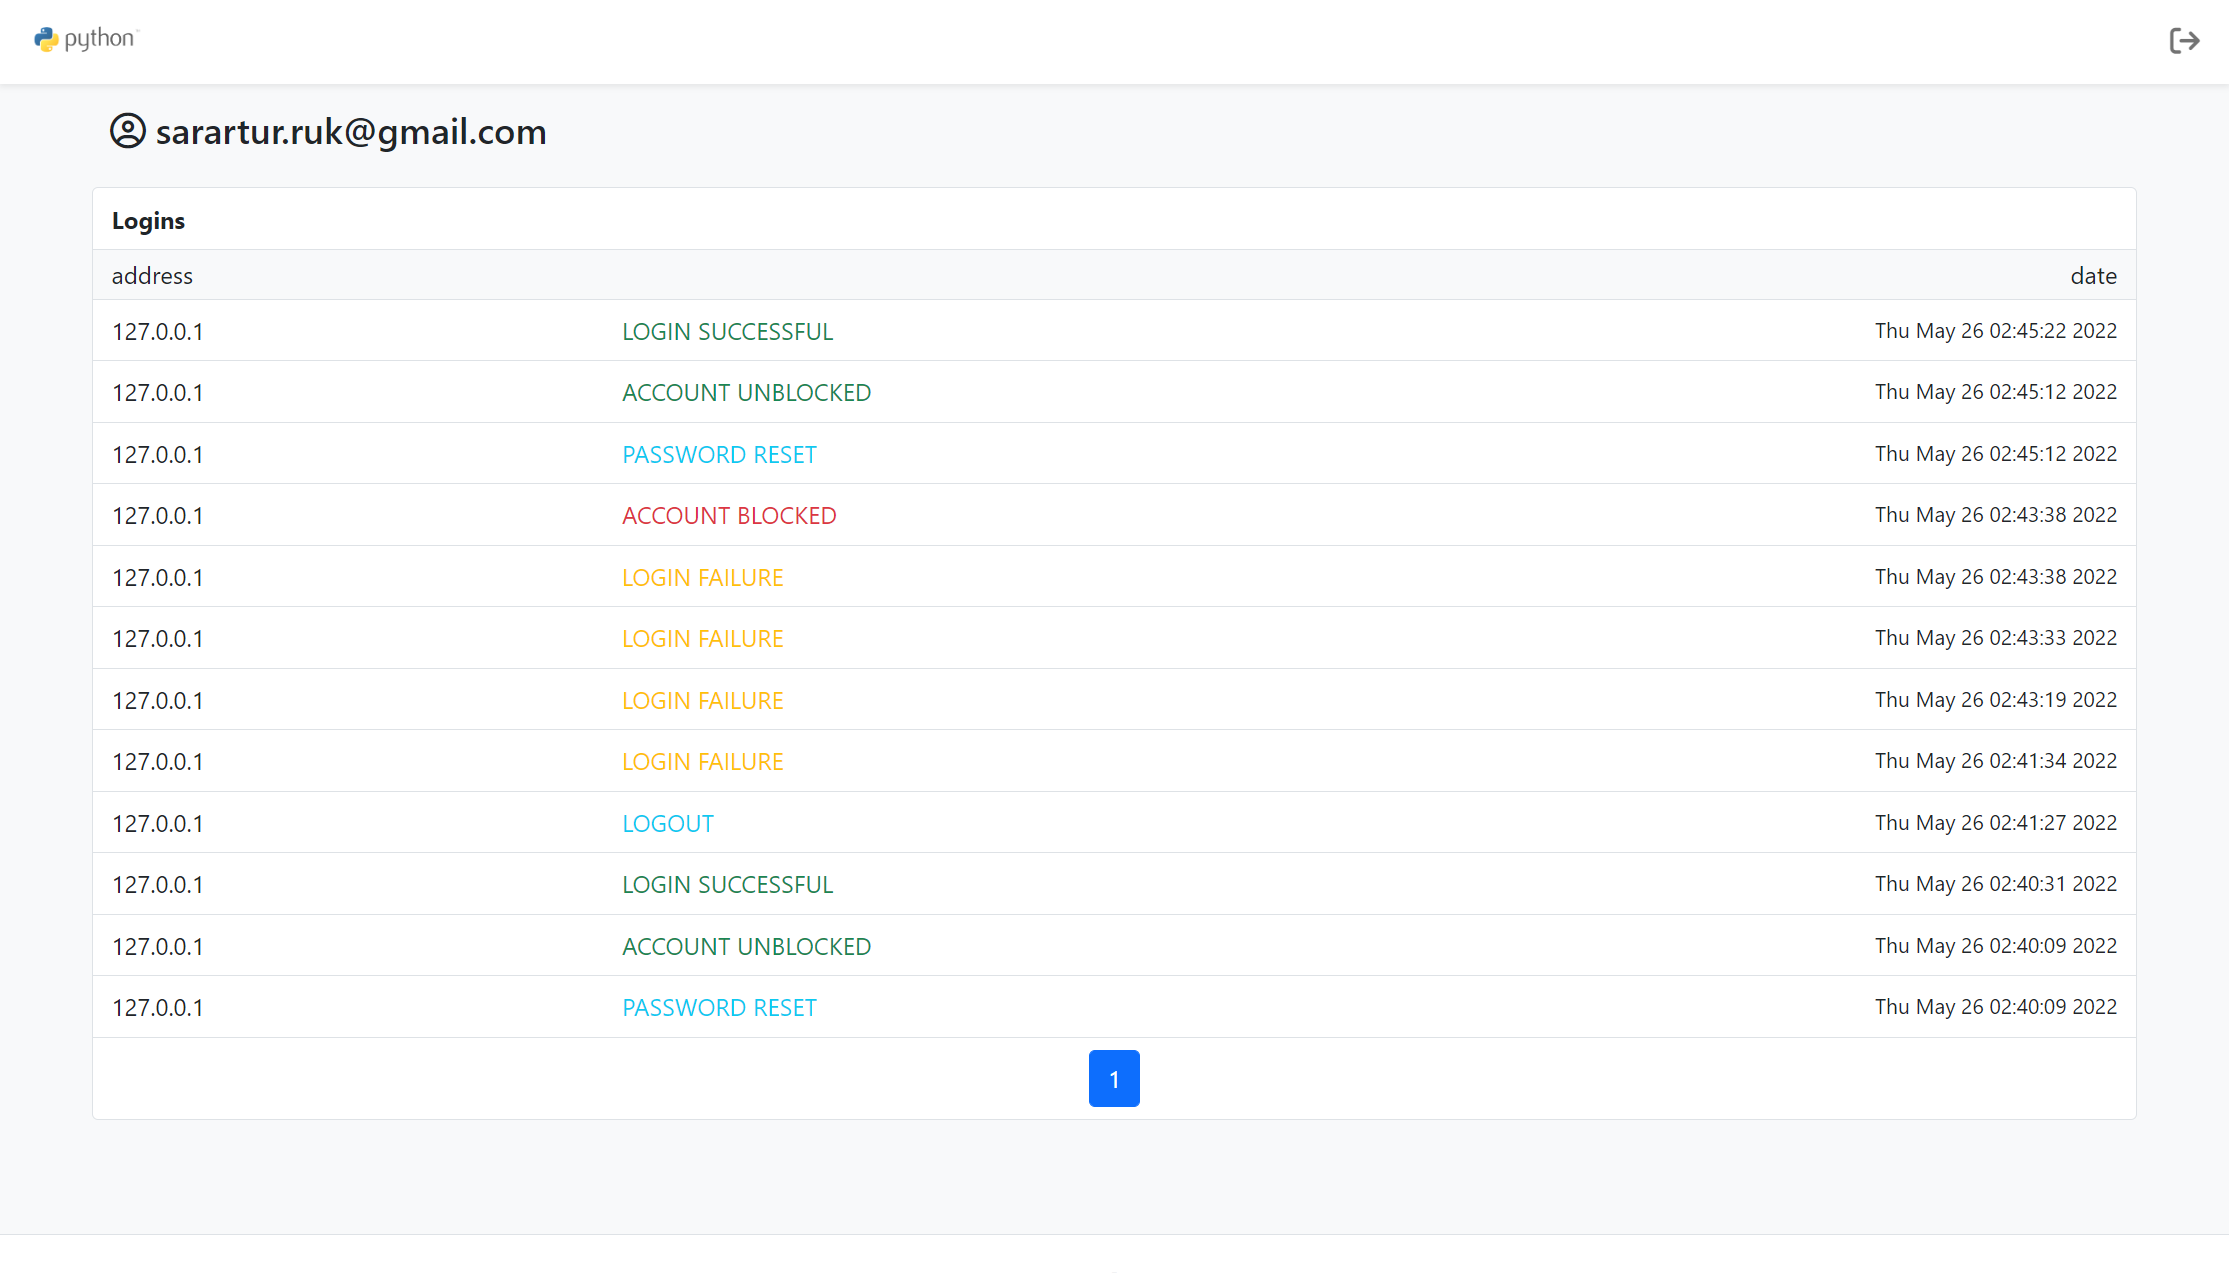 python
sarartur.ruk@gmail.com
Logins
address date
127.0.0.1 LOGIN SUCCESSFUL Thu May 26 02:45:22 2022
127.0.0.1 ACCOUNT UNBLOCKED Thu May 26 02:45:12 2022
127.0.0.1 PASSWORD RESET Thu May 26 02:45:12 2022
127.0.0.1 ACCOUNT BLOCKED Thu May 26 02:43:38 2022
127.0.0.1 LOGIN FAILURE Thu May 26 02:43:38 2022
127.0.0.1 LOGIN FAILURE Thu May 26 02:43:33 2022
127.0.0.1 LOGIN FAILURE Thu May 26 02:43:19 2022
127.0.0.1 LOGIN FAILURE Thu May 26 02:41:34 2022
127.0.0.1 LOGOUT Thu May 26 02:41:27 2022
127.0.0.1 LOGIN SUCCESSFUL Thu May 26 02:40:31 2022
127.0.0.1 ACCOUNT UNBLOCKED Thu May 26 02:40:09 2022
127.0.0.1 PASSWORD RESET Thu May 26 02:40:09 2022
1